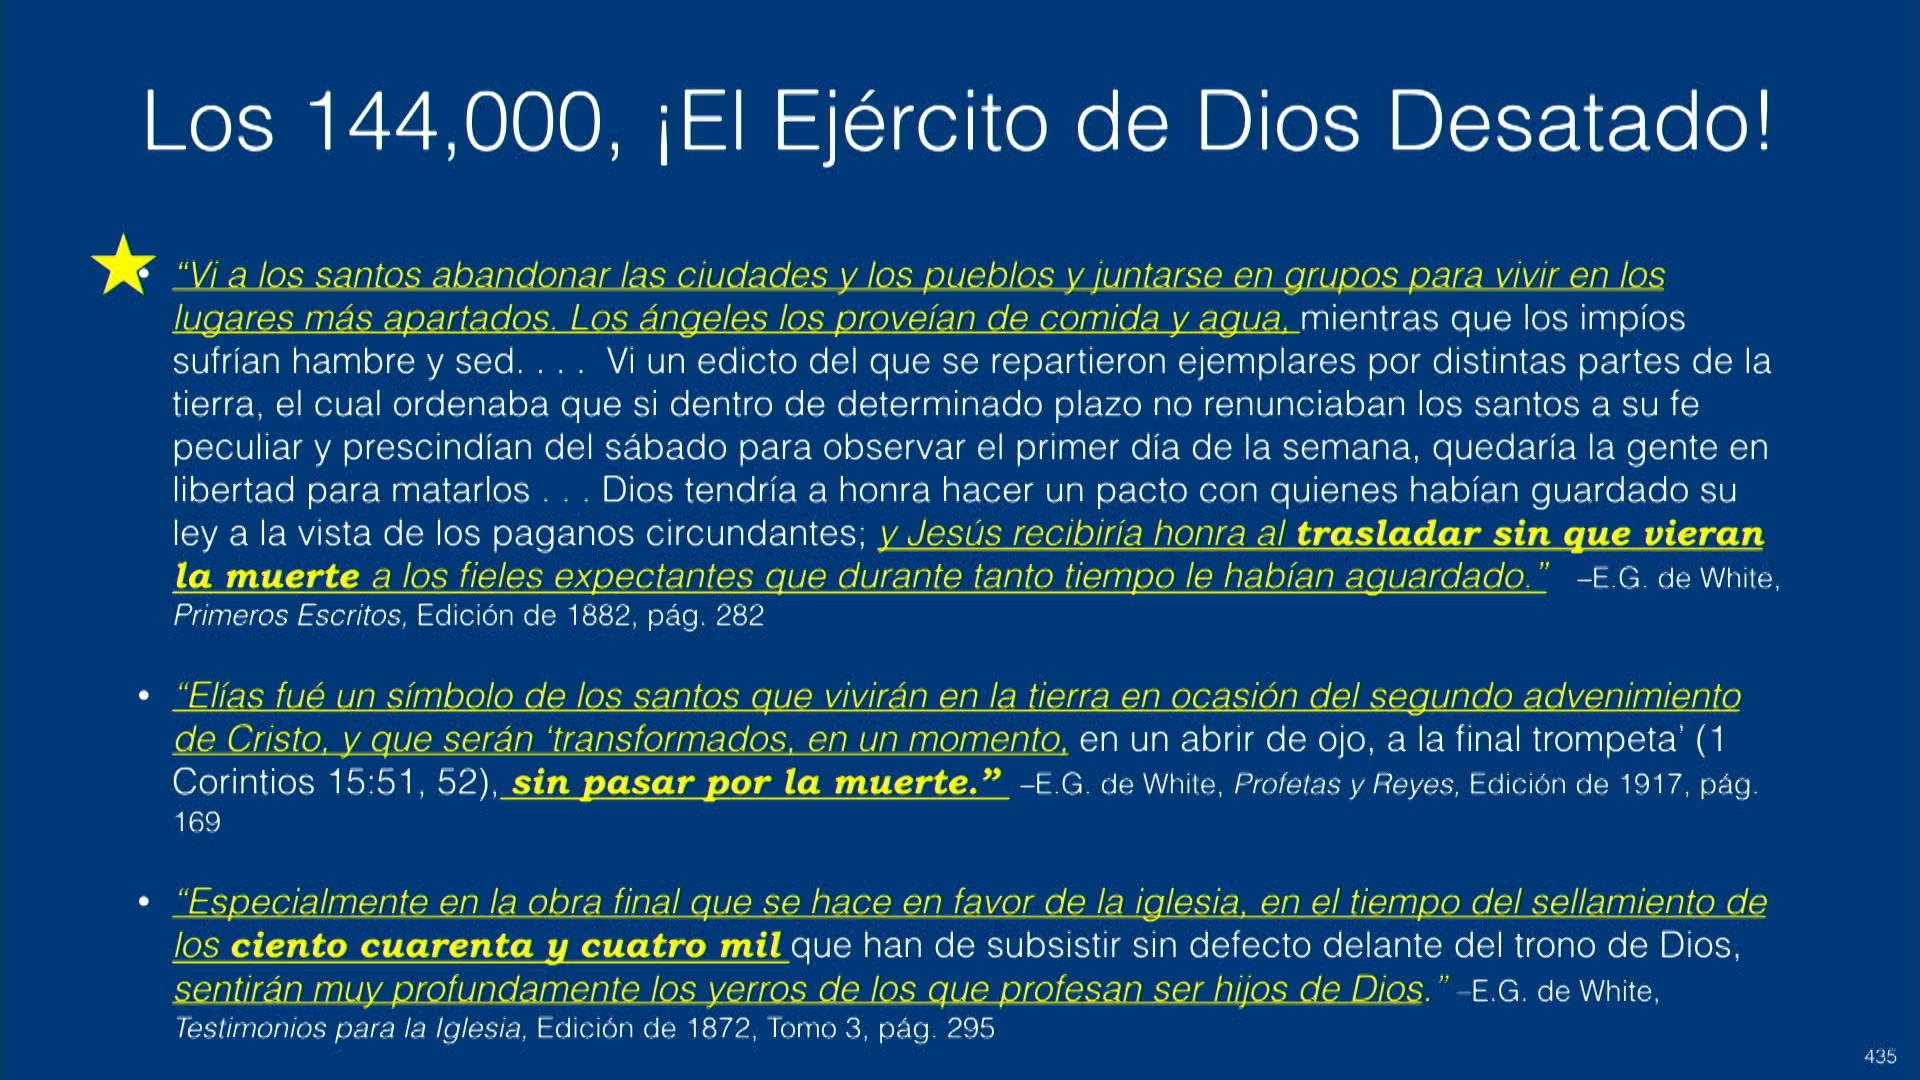 Los 144,000, ¡El Ejército de Dios Desatado!
• “Vi a los santos abandonar las ciudades y los pueblos y juntarse en grupos para vivir en los
lugares más apartados. Los ángeles los proveían de comida y agua, mientras que los impíos
sufrían hambre y sed. . . .  Vi un edicto del que se repartieron ejemplares por distintas partes de la
tierra, el cual ordenaba que si dentro de determinado plazo no renunciaban los santos a su fe
peculiar y prescindían del sábado para observar el primer día de la semana, quedaría la gente en
libertad para matarlos . . . Dios tendría a honra hacer un pacto con quienes habían guardado su
ley a la vista de los paganos circundantes; y Jesús recibiría honra al trasladar sin que vieran
la muerte a los fieles expectantes que durante tanto tiempo le habían aguardado.”  –E.G. de White,
Primeros Escritos, Edición de 1882, pág. 282
• “Elías fué un símbolo de los santos que vivirán en la tierra en ocasión del segundo advenimiento
de Cristo, y que serán ‘transformados, en un momento, en un abrir de ojo, a la final trompeta’ (1
Corintios 15:51, 52), sin pasar por la muerte.” –E.G. de White, Profetas y Reyes, Edición de 1917, pág.
169
• “Especialmente en la obra final que se hace en favor de la iglesia, en el tiempo del sellamiento de
los ciento cuarenta y cuatro mil que han de subsistir sin defecto delante del trono de Dios,
sentirán muy profundamente los yerros de los que profesan ser hijos de Dios.” –E.G. de White,
Testimonios para la Iglesia, Edición de 1872, Tomo 3, pág. 295
435